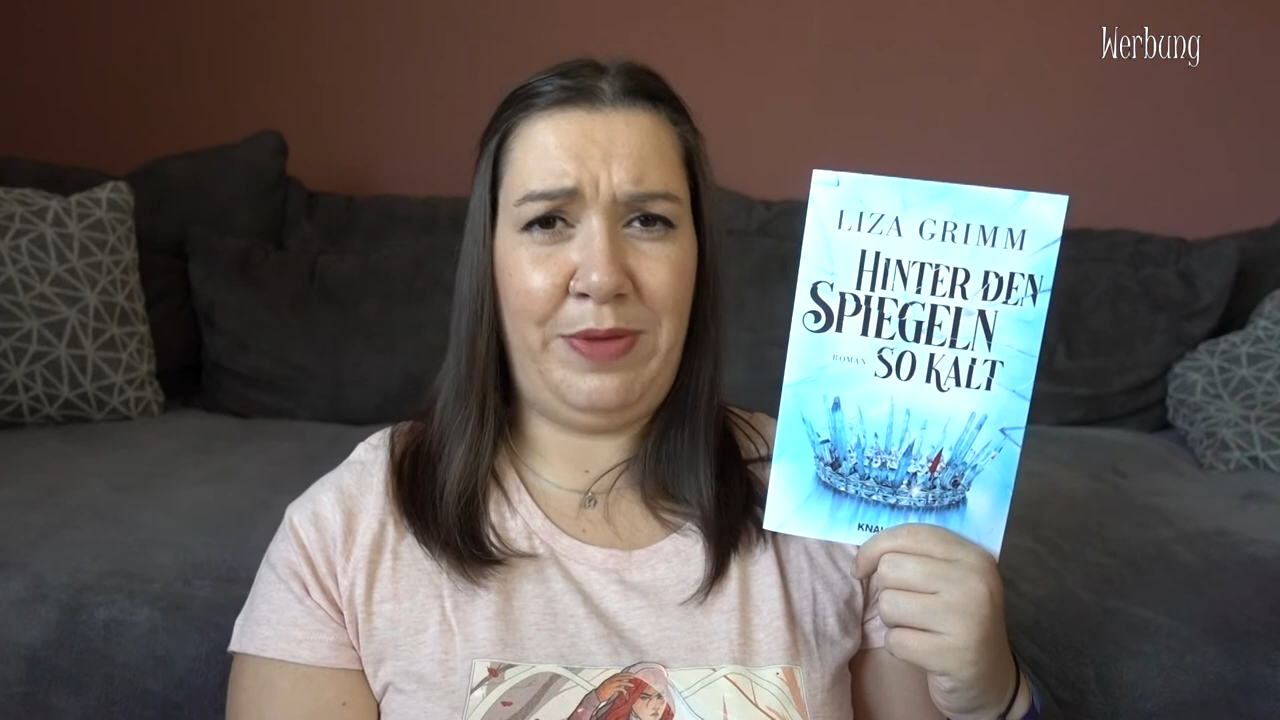 Werbung
LIZA GRIMM
HINTER DEN
SPIEGELN
ROMAN SO KALT